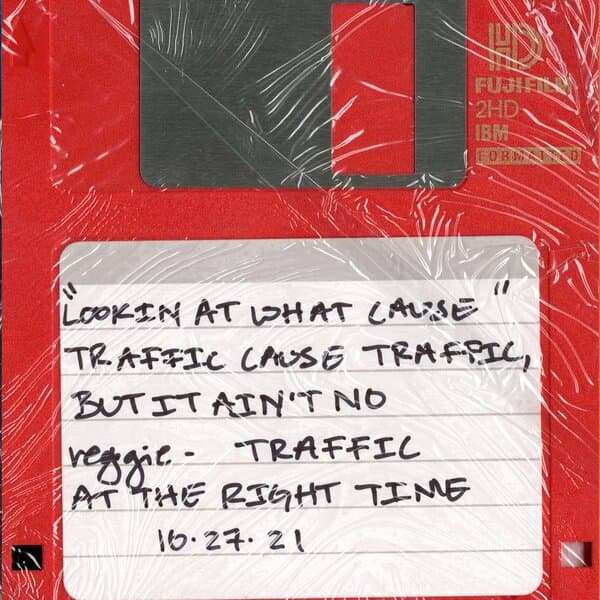 HD
FUJIFILM
2HD
IBM
FORMATTED
"LOOKIN AT WHAT CAUSE"
TRAFFIC CAUSE TRAFFIC,
BUT IT AIN'T NO
reggie - TRAFFIC
AT THE RIGHT TIME
10.27.21